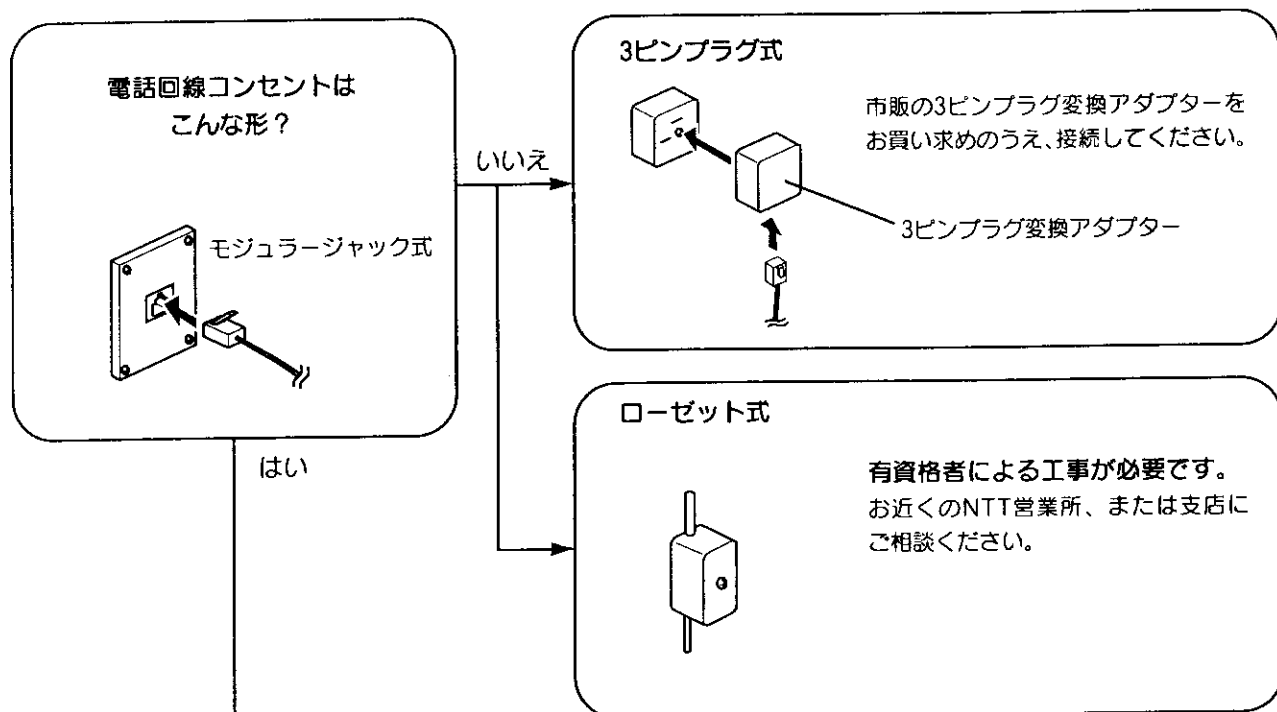 電話回線コンセントは
こんな形？
モジュラージャック式
いいえ
はい
3ピンプラグ式
市販の3ピンプラグ変換アダプターを
お買い求めのうえ、接続してください。
3ピンプラグ変換アダプター
ローゼット式
有資格者による工事が必要です。
お近くのNTT営業所、または支店に
ご相談ください。